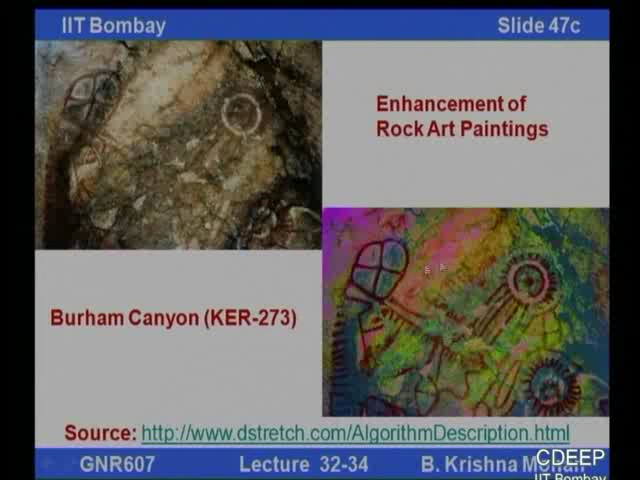 IIT Bombay
Slide 47c
Enhancement of
Rock Art Paintings
Burham Canyon (KER-273)
Source: http://www.dstretch.com/AlgorithmDescription.html
GNR607
Lecture 32-34
B. Krishna Mohan
CDEEP
IIT Bombay